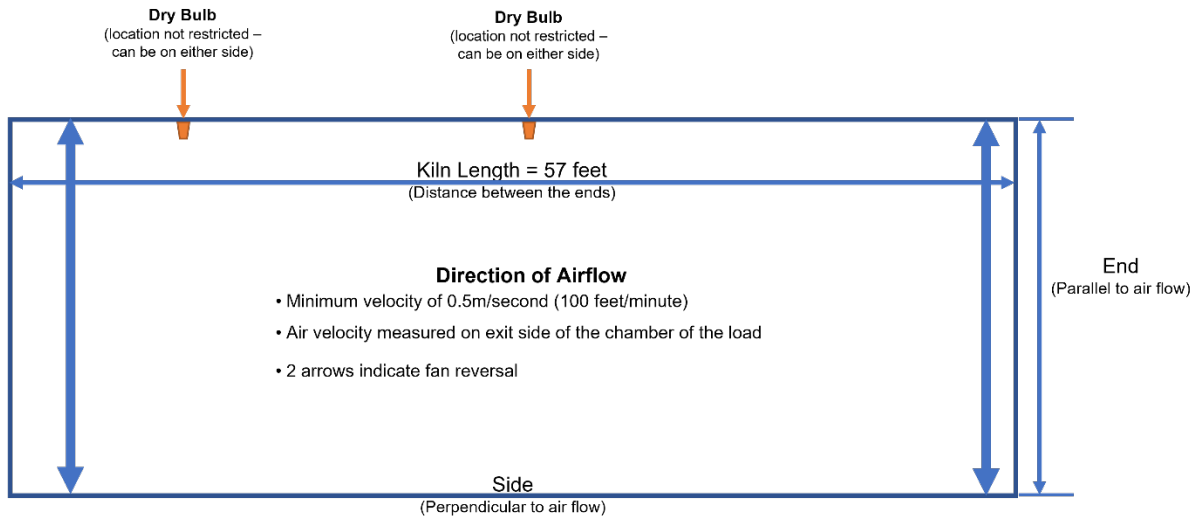 Dry Bulb
(location not restricted –
can be on either side)
Dry Bulb
(location not restricted –
can be on either side)
Kiln Length = 57 feet
(Distance between the ends)
Direction of Airflow
• Minimum velocity of 0.5m/second (100 feet/minute)
• Air velocity measured on exit side of the chamber of the load
• 2 arrows indicate fan reversal
End
(Parallel to air flow)
Side
(Perpendicular to air flow)